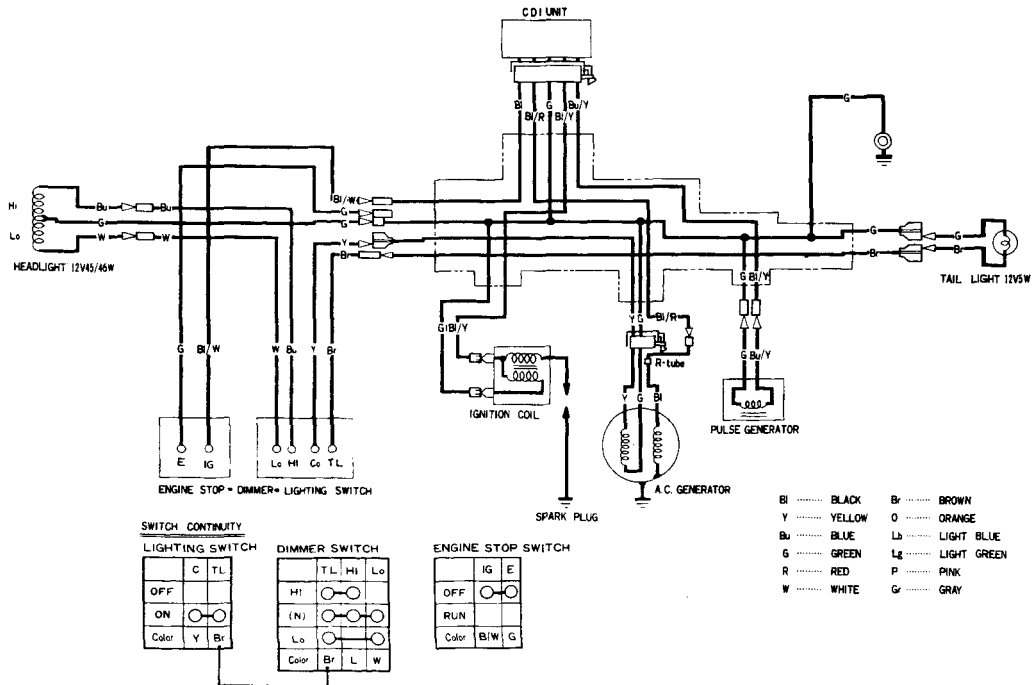 CDI UNIT
Bl
Bl/R
G
Bl/Y
Bu/Y
G
Hi
Lo
Bu
Bu
G
W
W
Bl/W
G
G
Y
Br
HEADLIGHT 12V45/46W
G
Br
G
Br
TAIL LIGHT 12V5W
G
Bl/Y
G
Bu/Y
PULSE GENERATOR
G
Bl/Y
IGNITION COIL
SPARK PLUG
Y
G
Bl/R
R-tube
Y
G
Bl
A.C. GENERATOR
G
Bl/W
W
Bu
Y
Br
E
IG
Lo
HI
Co
TL
ENGINE STOP = DIMMER = LIGHTING SWITCH
Bl ........ BLACK
Br ........ BROWN
Y ........ YELLOW
O ........ ORANGE
Bu ........ BLUE
Lb ........ LIGHT BLUE
G ........ GREEN
Lg ........ LIGHT GREEN
R ........ RED
P ........ PINK
W ........ WHITE
Gr ........ GRAY
SWITCH CONTINUITY
LIGHTING SWITCH
C TL
OFF
ON
Color Y Br
DIMMER SWITCH
TL HI Lo
HI
(N)
Lo
Color Br L W
ENGINE STOP SWITCH
IG E
OFF
RUN
Color B/W G